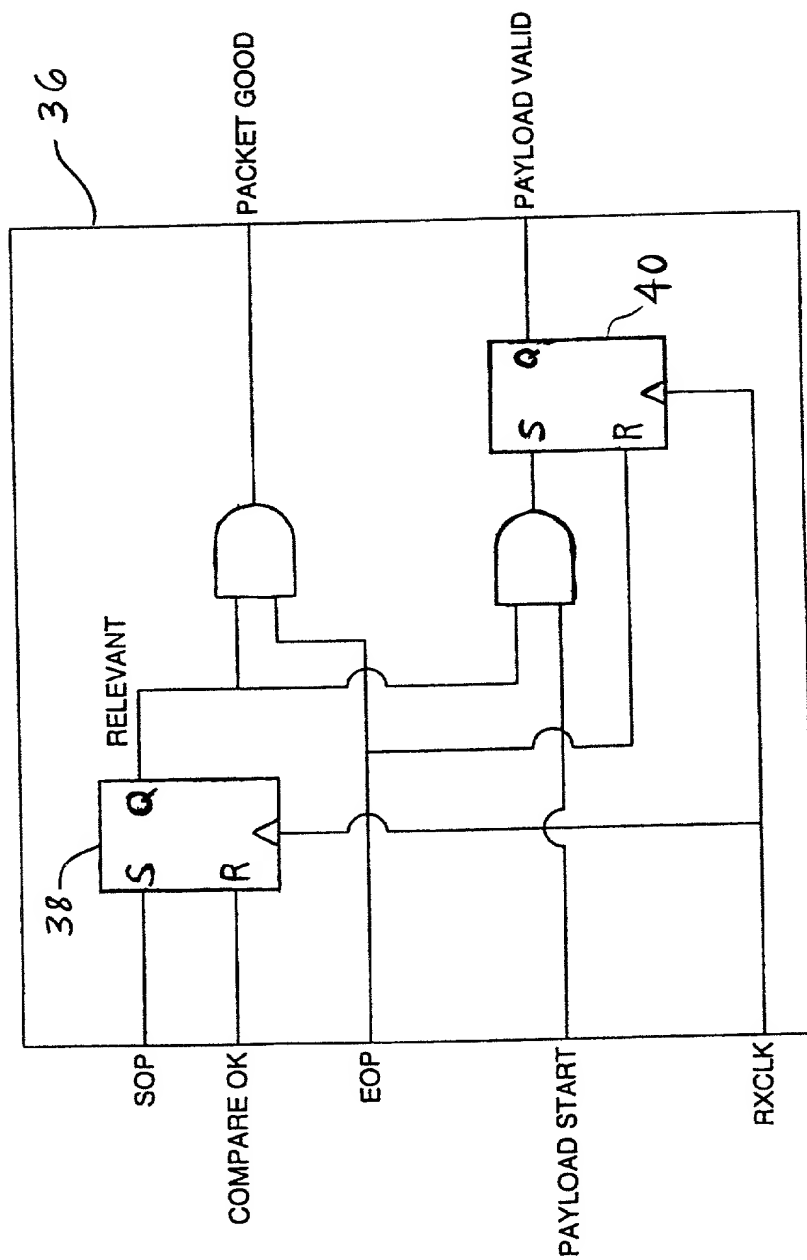 36
PACKET GOOD
PAYLOAD VALID
RELEVANT
38
S
Q
R
S
Q
R
40
SOP
COMPARE OK
EOP
PAYLOAD START
RXCLK